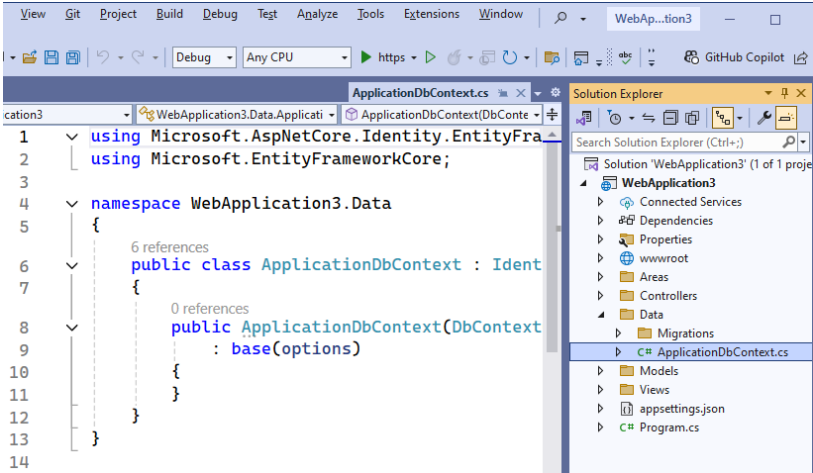 View Git Project Build Debug Test Analyze Tools Extensions Window WebAp...tion3
Debug Any CPU https GitHub Copilot
ApplicationDbContext.cs
ication3 WebApplication3.Data.Applicati ApplicationDbContext(DbConte
1 using Microsoft.AspNetCore.Identity.EntityFra
2 using Microsoft.EntityFrameworkCore;
3
4 namespace WebApplication3.Data
5 {
6 references
6 public class ApplicationDbContext : Ident
7 {
0 references
8 public ApplicationDbContext(DbContext
9 : base(options)
10 {
11 }
12 }
13 }
14
Solution Explorer
Search Solution Explorer (Ctrl+;)
Solution 'WebApplication3' (1 of 1 proje
WebApplication3
Connected Services
Dependencies
Properties
wwwroot
Areas
Controllers
Data
Migrations
C# ApplicationDbContext.cs
Models
Views
appsettings.json
C# Program.cs